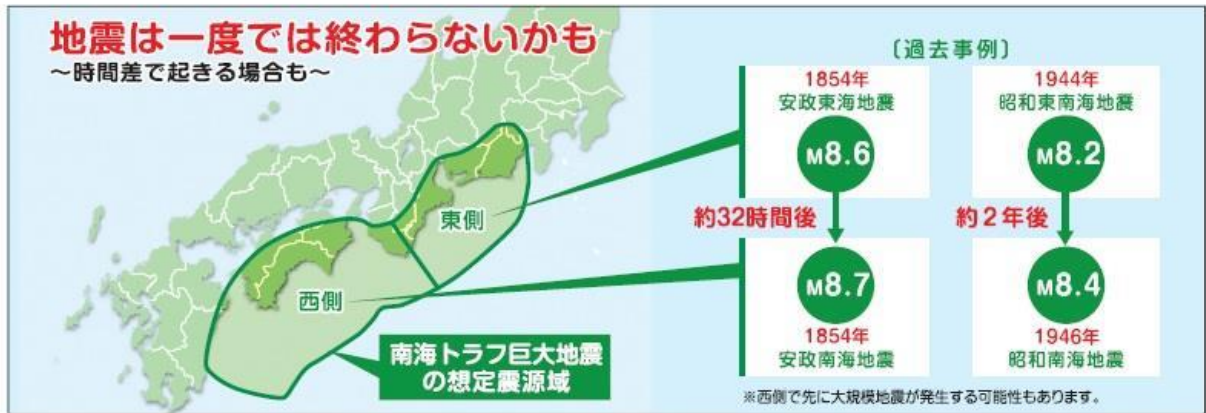 地震は一度では終わらないかも
~時間差で起きる場合も~
東側
西側
南海トラフ巨大地震
の想定震源域
〔過去事例〕
1854年
安政東海地震
M8.6
約32時間後
M8.7
1854年
安政南海地震
1944年
昭和東南海地震
M8.2
約2年後
M8.4
1946年
昭和南海地震
※西側で先に大規模地震が発生する可能性もあります。